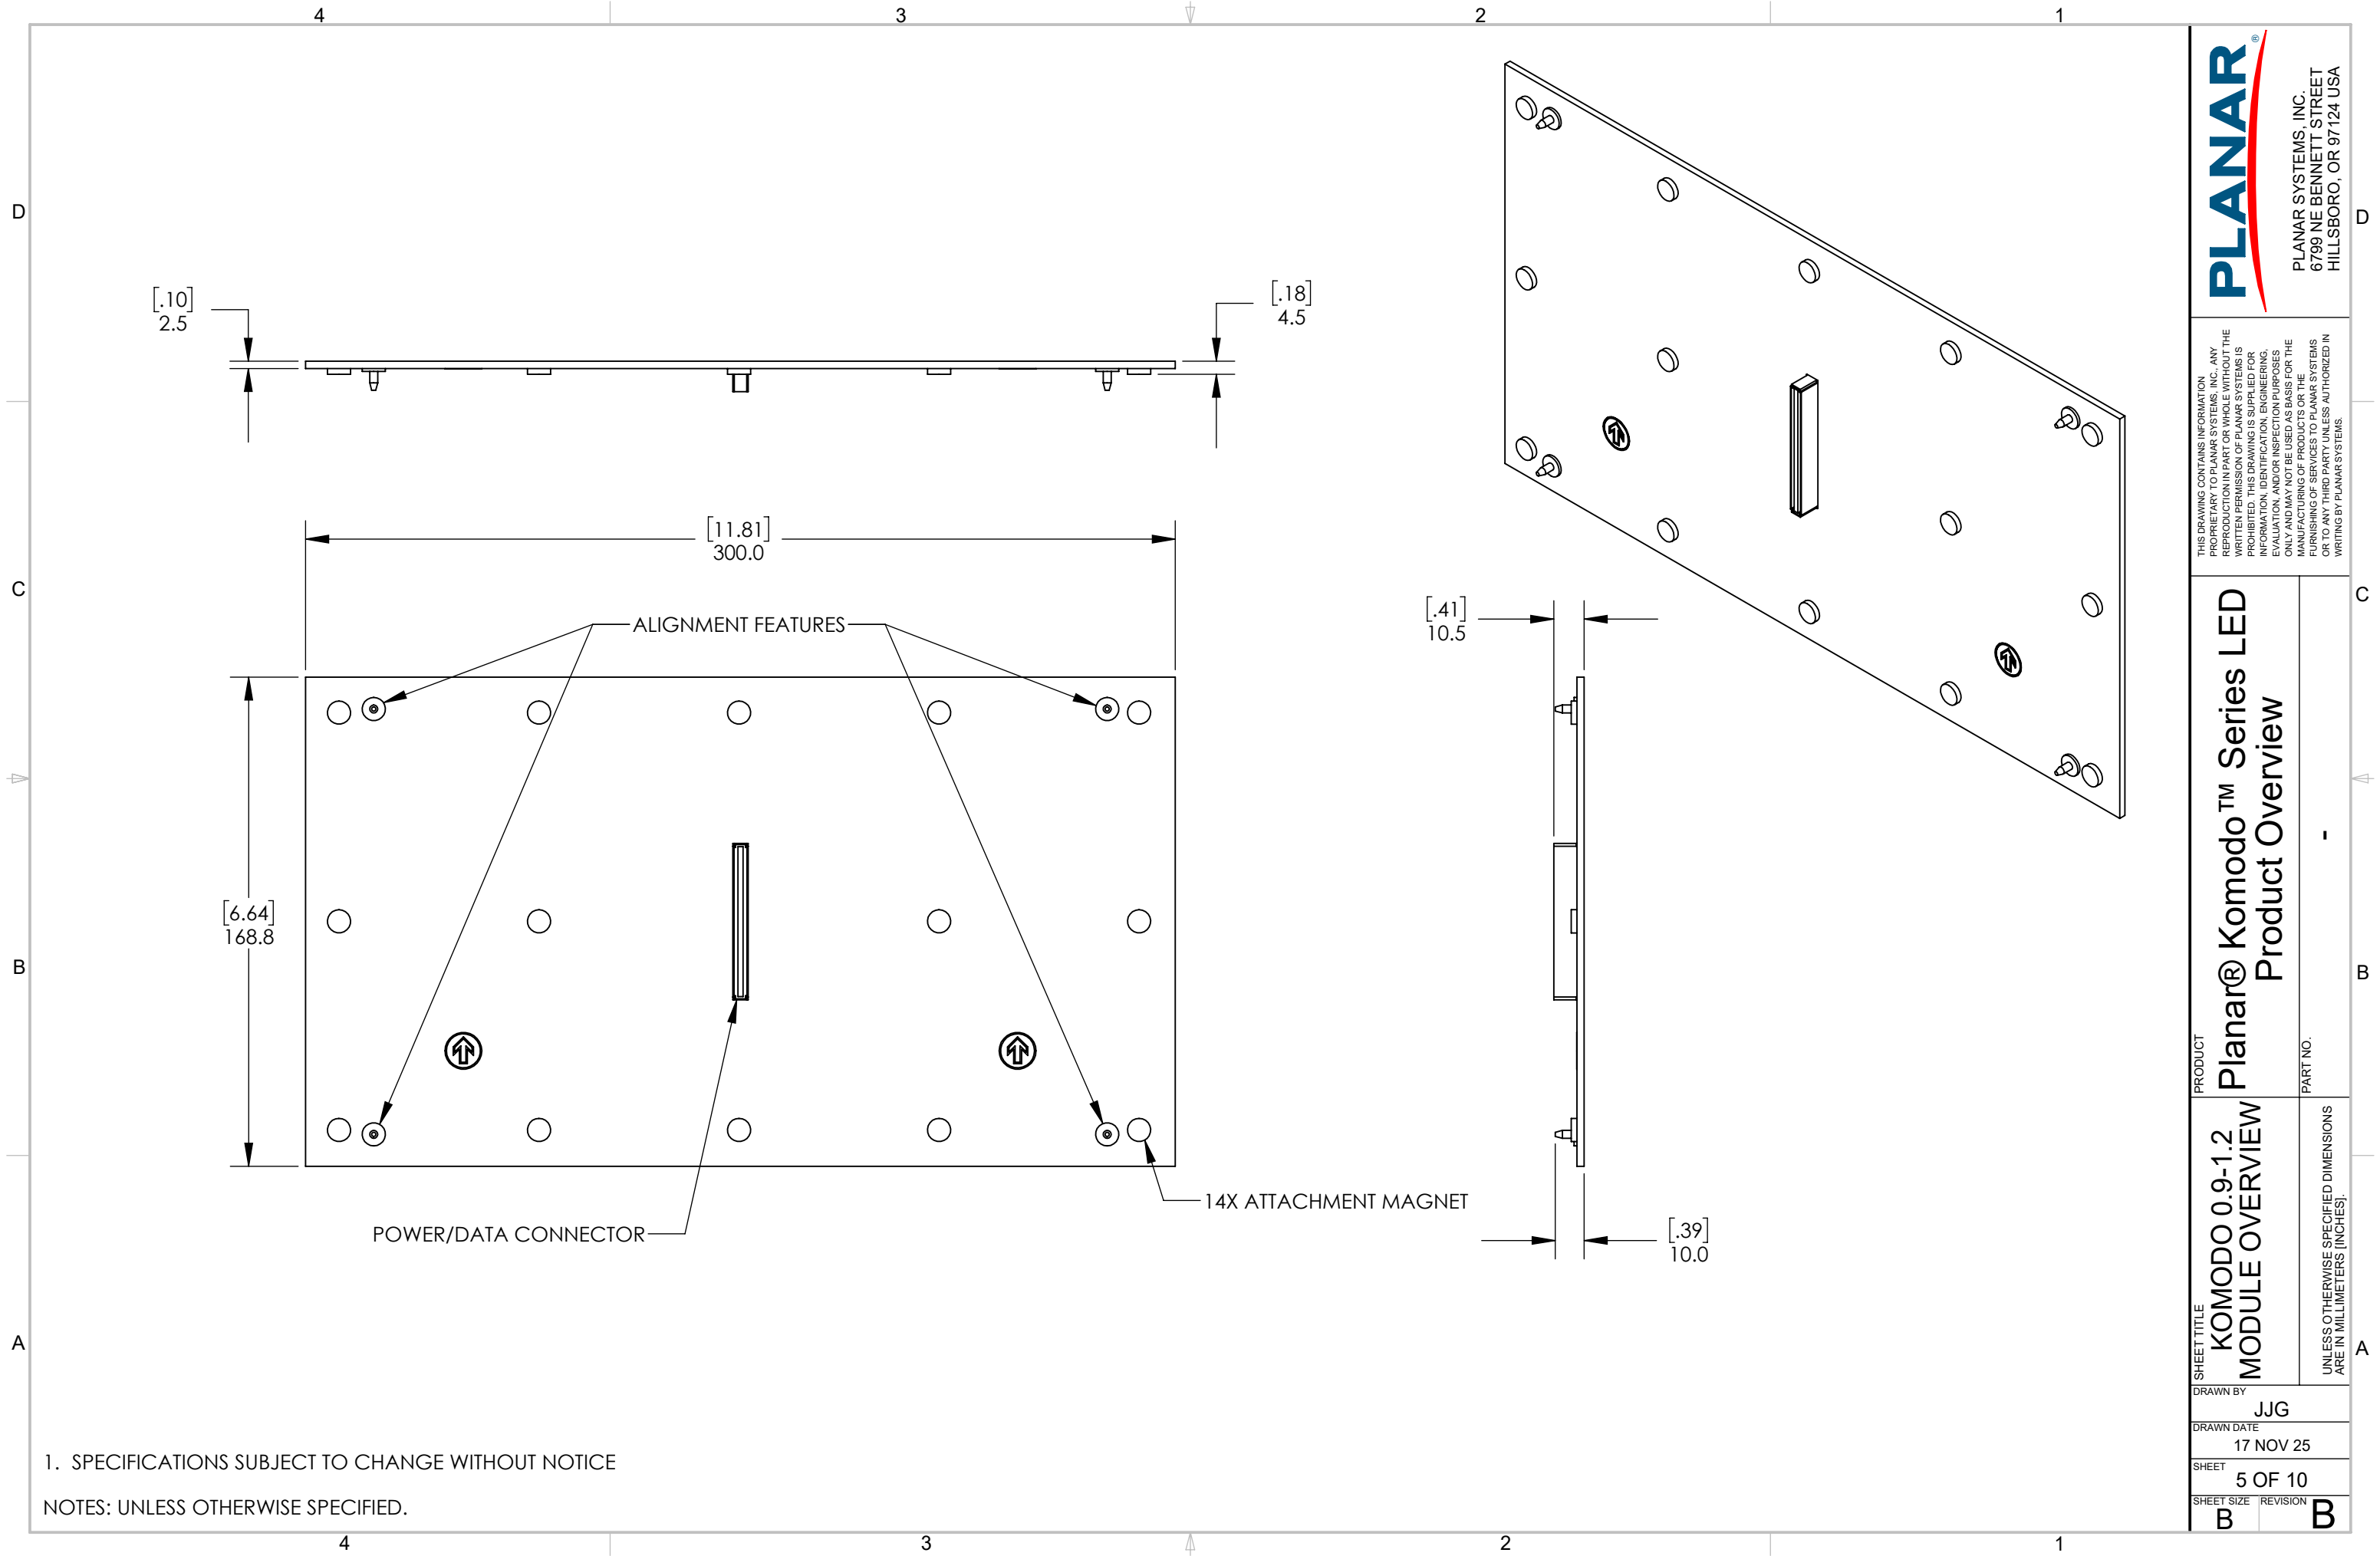 4
3
2
1
D
C
B
A
[.10]
2.5
[.18]
4.5
[11.81]
300.0
ALIGNMENT FEATURES
[6.64]
168.8
POWER/DATA CONNECTOR
14X ATTACHMENT MAGNET
[.41]
10.5
[.39]
10.0
1. SPECIFICATIONS SUBJECT TO CHANGE WITHOUT NOTICE
NOTES: UNLESS OTHERWISE SPECIFIED.
4
3
2
1
D
C
B
A
PLANAR®
PLANAR SYSTEMS, INC.
6799 NE BENNETT STREET
HILLSBORO, OR 97124 USA
THIS DRAWING CONTAINS INFORMATION
PROPRIETARY TO PLANAR SYSTEMS, INC., ANY
REPRODUCTION IN PART OR WHOLE WITHOUT THE
WRITTEN PERMISSION OF PLANAR SYSTEMS IS
PROHIBITED. THIS DRAWING IS SUPPLIED FOR
INFORMATION, IDENTIFICATION, ENGINEERING,
EVALUATION, AND/OR INSPECTION PURPOSES
ONLY AND MAY NOT BE USED AS BASIS FOR THE
MANUFACTURING OF PRODUCTS OR THE
FURNISHING OF SERVICES TO PLANAR SYSTEMS
OR TO ANY THIRD PARTY UNLESS AUTHORIZED IN
WRITING BY PLANAR SYSTEMS.
PRODUCT
Planar® Komodo™ Series LED
Product Overview
PART NO.
-
SHEET TITLE
KOMODO 0.9-1.2
MODULE OVERVIEW
UNLESS OTHERWISE SPECIFIED DIMENSIONS
ARE IN MILLIMETERS [INCHES].
DRAWN BY
JJG
DRAWN DATE
17 NOV 25
SHEET
5 OF 10
SHEET SIZE
B
REVISION
B